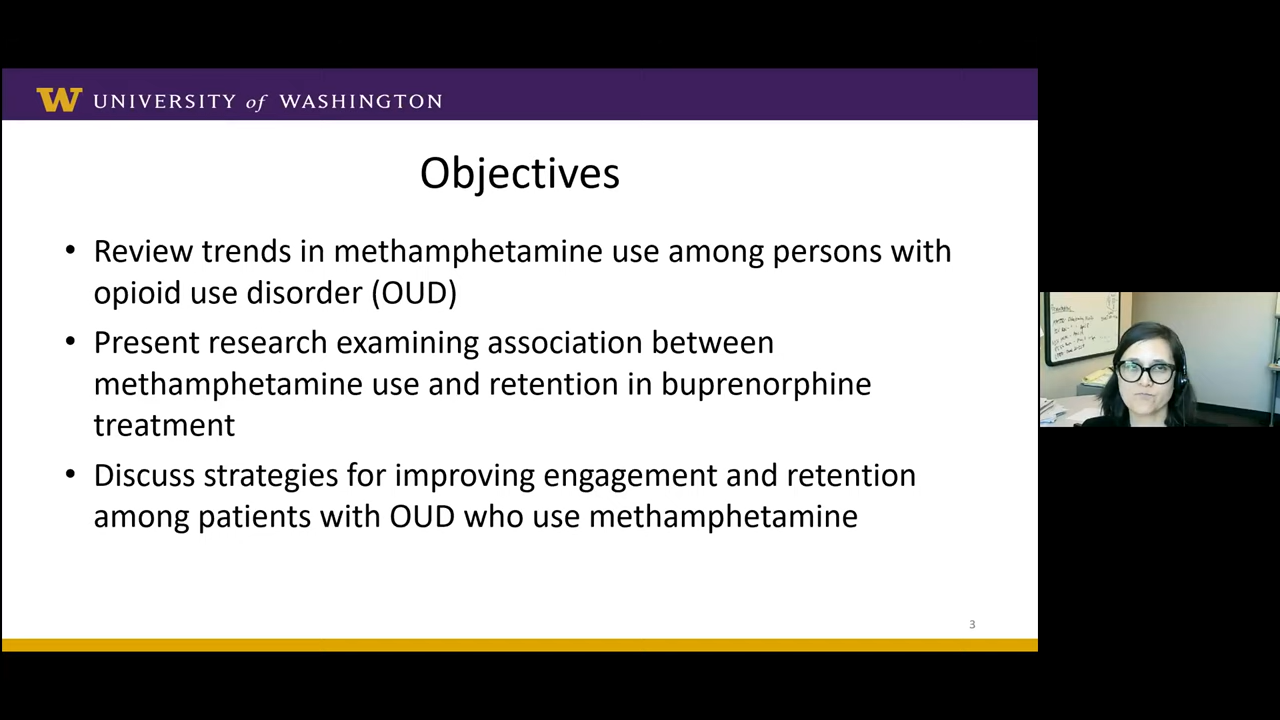 W UNIVERSITY of WASHINGTON
Objectives
• Review trends in methamphetamine use among persons with
opioid use disorder (OUD)
• Present research examining association between
methamphetamine use and retention in buprenorphine
treatment
• Discuss strategies for improving engagement and retention
among patients with OUD who use methamphetamine
3